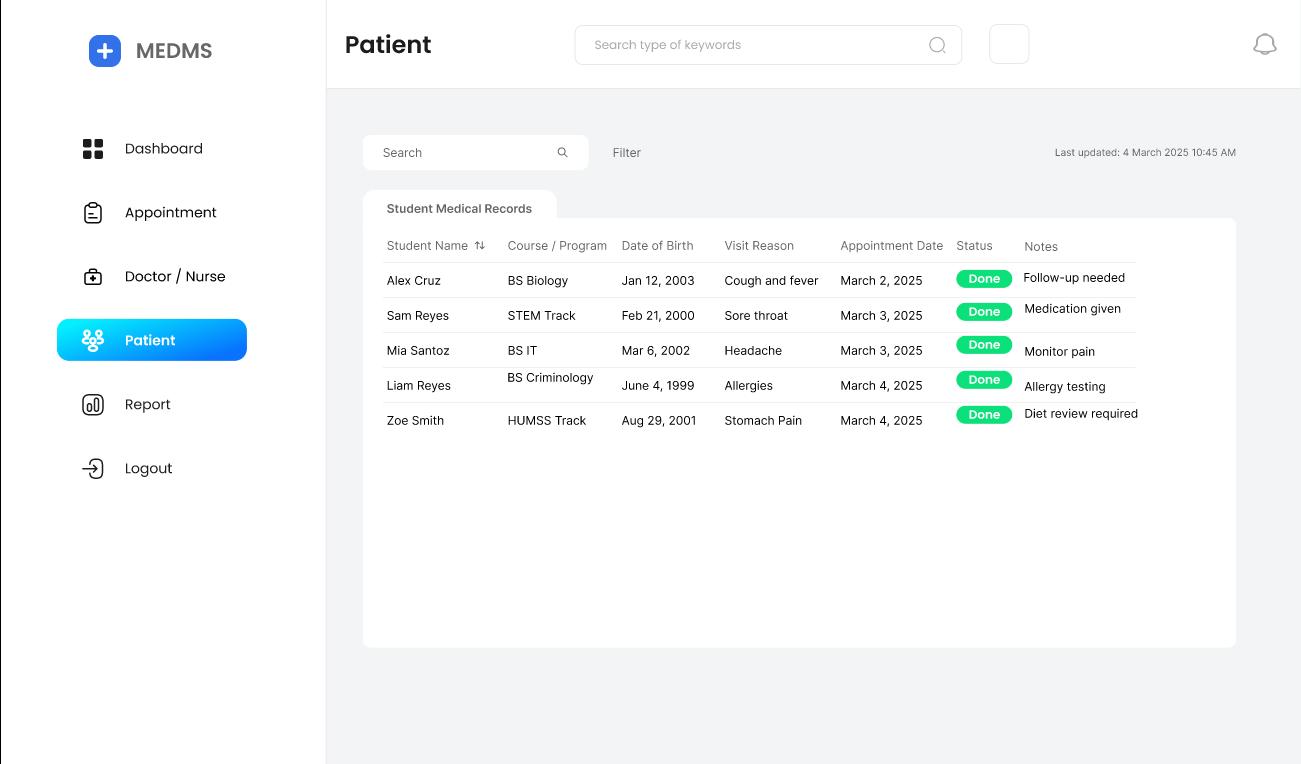 MEDMS
Dashboard
Appointment
Doctor / Nurse
Patient
Report
Logout
Patient
Search type of keywords
Search
Filter
Last updated: 4 March 2025 10:45 AM
Student Medical Records
Student Name Course / Program Date of Birth Visit Reason Appointment Date Status Notes
Alex Cruz BS Biology Jan 12, 2003 Cough and fever March 2, 2025 Done Follow-up needed
Sam Reyes STEM Track Feb 21, 2000 Sore throat March 3, 2025 Done Medication given
Mia Santoz BS IT Mar 6, 2002 Headache March 3, 2025 Done Monitor pain
Liam Reyes BS Criminology June 4, 1999 Allergies March 4, 2025 Done Allergy testing
Zoe Smith HUMSS Track Aug 29, 2001 Stomach Pain March 4, 2025 Done Diet review required